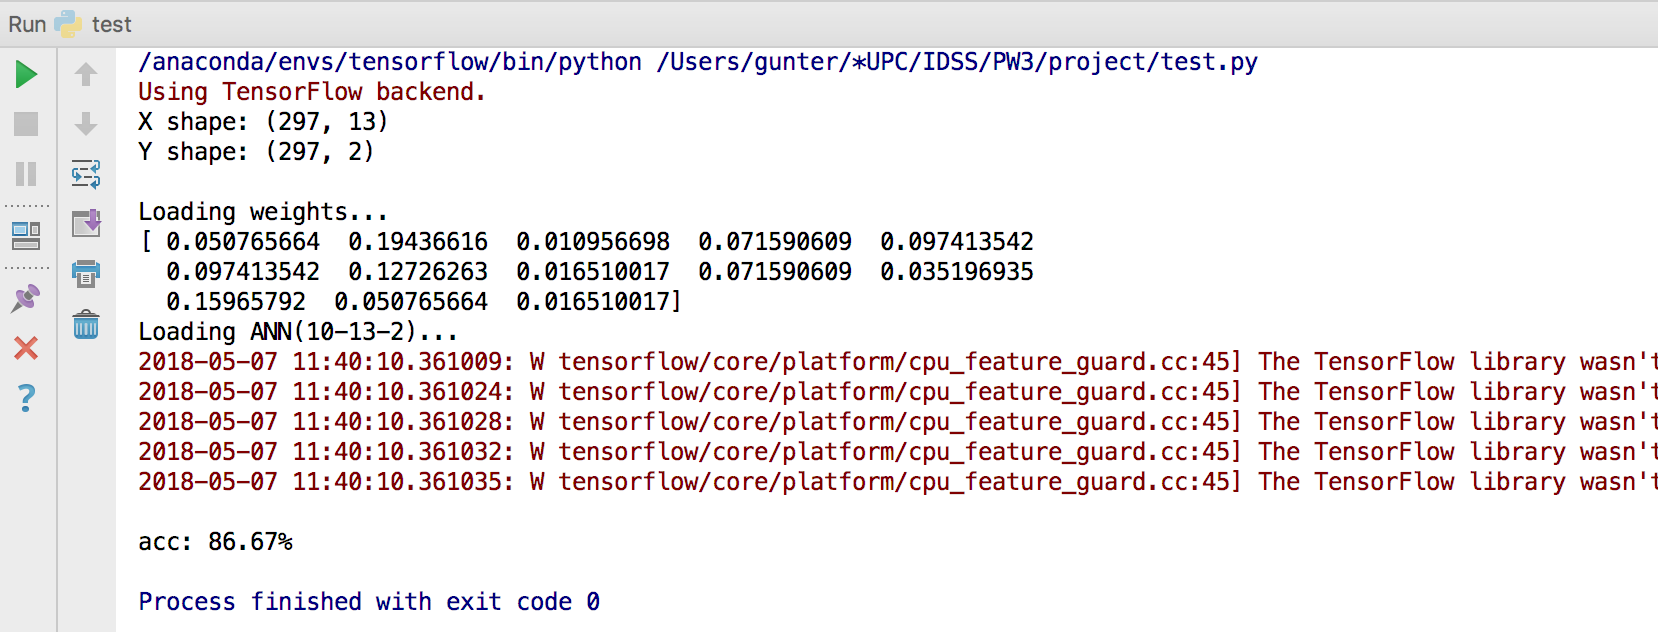 Run test
/anaconda/envs/tensorflow/bin/python /Users/gunter/*UPC/IDSS/PW3/project/test.py
Using TensorFlow backend.
X shape: (297, 13)
Y shape: (297, 2)
Loading weights...
[ 0.050765664 0.19436616 0.010956698 0.071590609 0.097413542
0.097413542 0.12726263 0.016510017 0.071590609 0.035196935
0.15965792 0.050765664 0.016510017]
Loading ANN(10-13-2)...
2018-05-07 11:40:10.361009: W tensorflow/core/platform/cpu_feature_guard.cc:45] The TensorFlow library wasn't
2018-05-07 11:40:10.361024: W tensorflow/core/platform/cpu_feature_guard.cc:45] The TensorFlow library wasn't
2018-05-07 11:40:10.361028: W tensorflow/core/platform/cpu_feature_guard.cc:45] The TensorFlow library wasn't
2018-05-07 11:40:10.361032: W tensorflow/core/platform/cpu_feature_guard.cc:45] The TensorFlow library wasn't
2018-05-07 11:40:10.361035: W tensorflow/core/platform/cpu_feature_guard.cc:45] The TensorFlow library wasn't
acc: 86.67%
Process finished with exit code 0